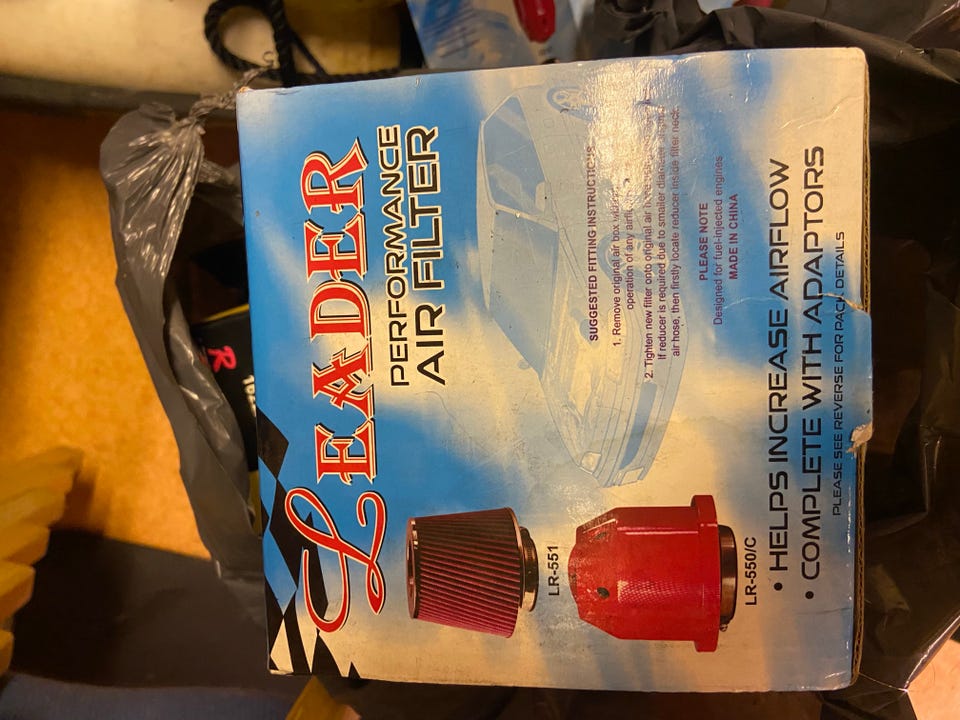 LEADER
PERFORMANCE
AIR FILTER
SUGGESTED FITTING INSTRUCTIONS
1. Remove original air box
operation of any
2. Tighten new filter onto original air
If reducer is required due to smaller diameter
air hose, then firstly locate reducer inside filter neck.
PLEASE NOTE
Designed for fuel-injected engines
MADE IN CHINA
LR-551
LR-550/C
• HELPS INCREASE AIRFLOW
• COMPLETE WITH ADAPTORS
PLEASE SEE REVERSE FOR PACK DETAILS
R